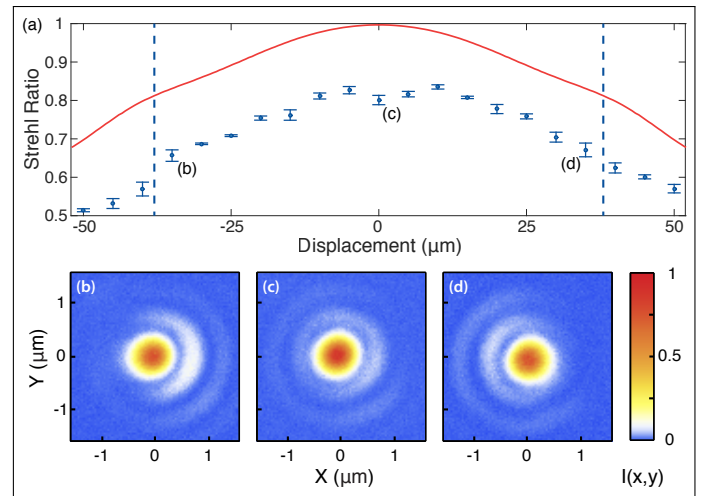 (a)
Strehl Ratio
1
0.9
0.8
0.7
0.6
0.5
(b)
(c)
(d)
-50
-25
0
25
50
Displacement (μm)
(b)
(c)
(d)
Y (μm)
1
0
-1
-1
0
1
-1
0
1
-1
0
1
X (μm)
1
0.5
0
I(x,y)